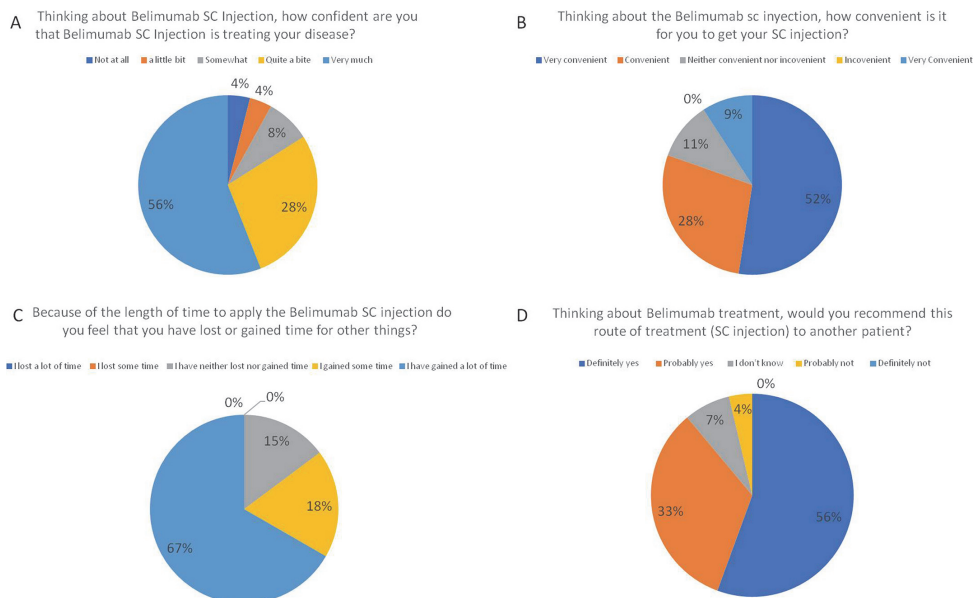 A
Thinking about Belimumab SC Injection, how confident are you
that Belimumab SC Injection is treating your disease?
Not at all a little bit Somewhat Quite a bite Very much
4%
4%
8%
28%
56%
B
Thinking about the Belimumab sc inyection, how convenient is it
for you to get your SC injection?
Very convenient Convenient Neither convenient nor incovenient Incovenient Very Convenient
0%
9%
11%
28%
52%
C
Because of the length of time to apply the Belimumab SC injection do
you feel that you have lost or gained time for other things?
I lost a lot of time I lost some time I have neither lost nor gained time I gained some time I have gained a lot of time
0%
0%
15%
18%
67%
D
Thinking about Belimumab treatment, would you recommend this
route of treatment (SC injection) to another patient?
Definitely yes Probably yes I don't know Probably not Definitely not
0%
4%
7%
33%
56%